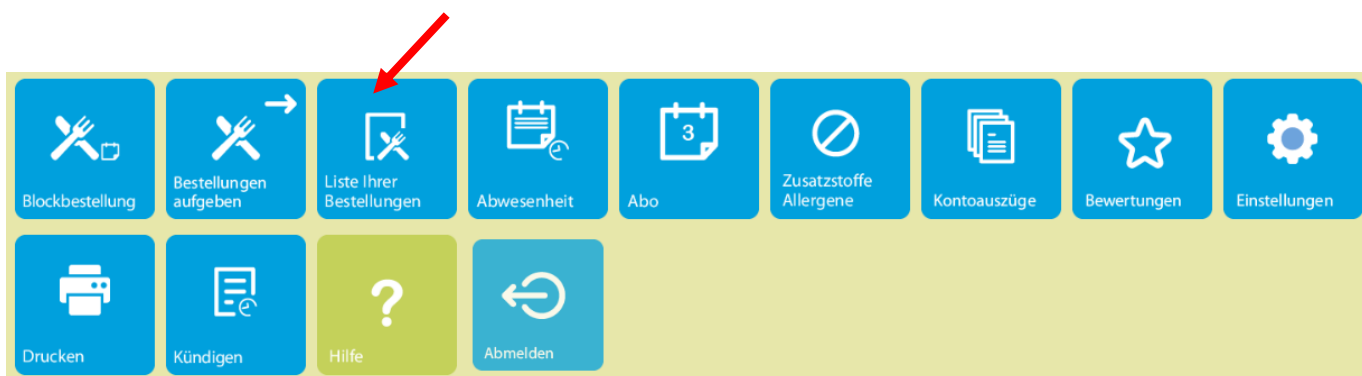 Blockbestellung
Bestellungen
aufgeben
Liste Ihrer
Bestellungen
Abwesenheit
3
Abo
Zusatzstoffe
Allergene
Kontoauszüge
Bewertungen
Einstellungen
Drucken
Kündigen
?
Hilfe
Abmelden